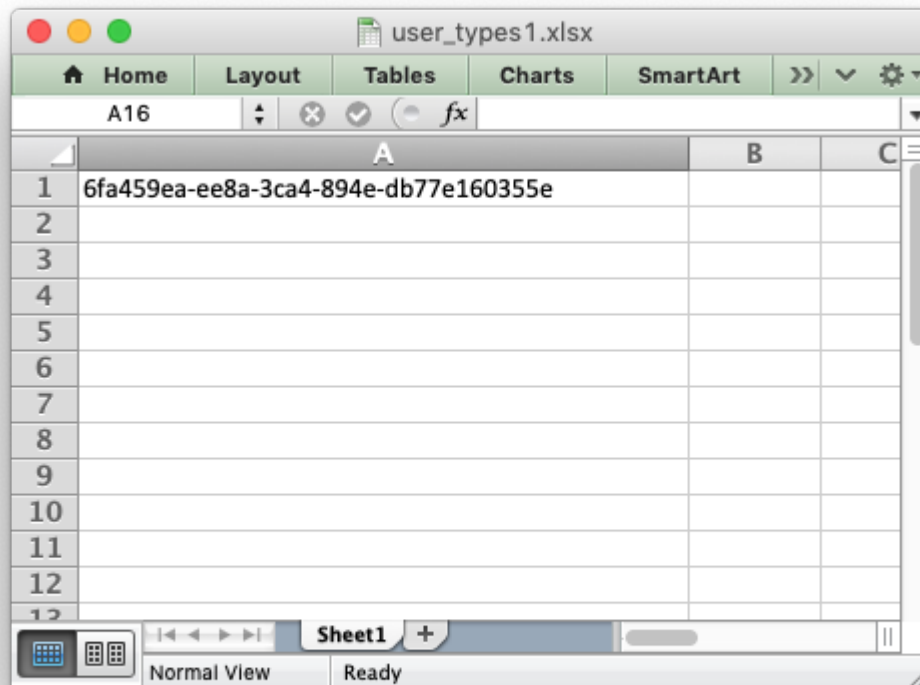 user_types1.xlsx
Home Layout Tables Charts SmartArt
A16 fx
A B C
1 6fa459ea-ee8a-3ca4-894e-db77e160355e
2
3
4
5
6
7
8
9
10
11
12
13
Sheet1
Normal View Ready